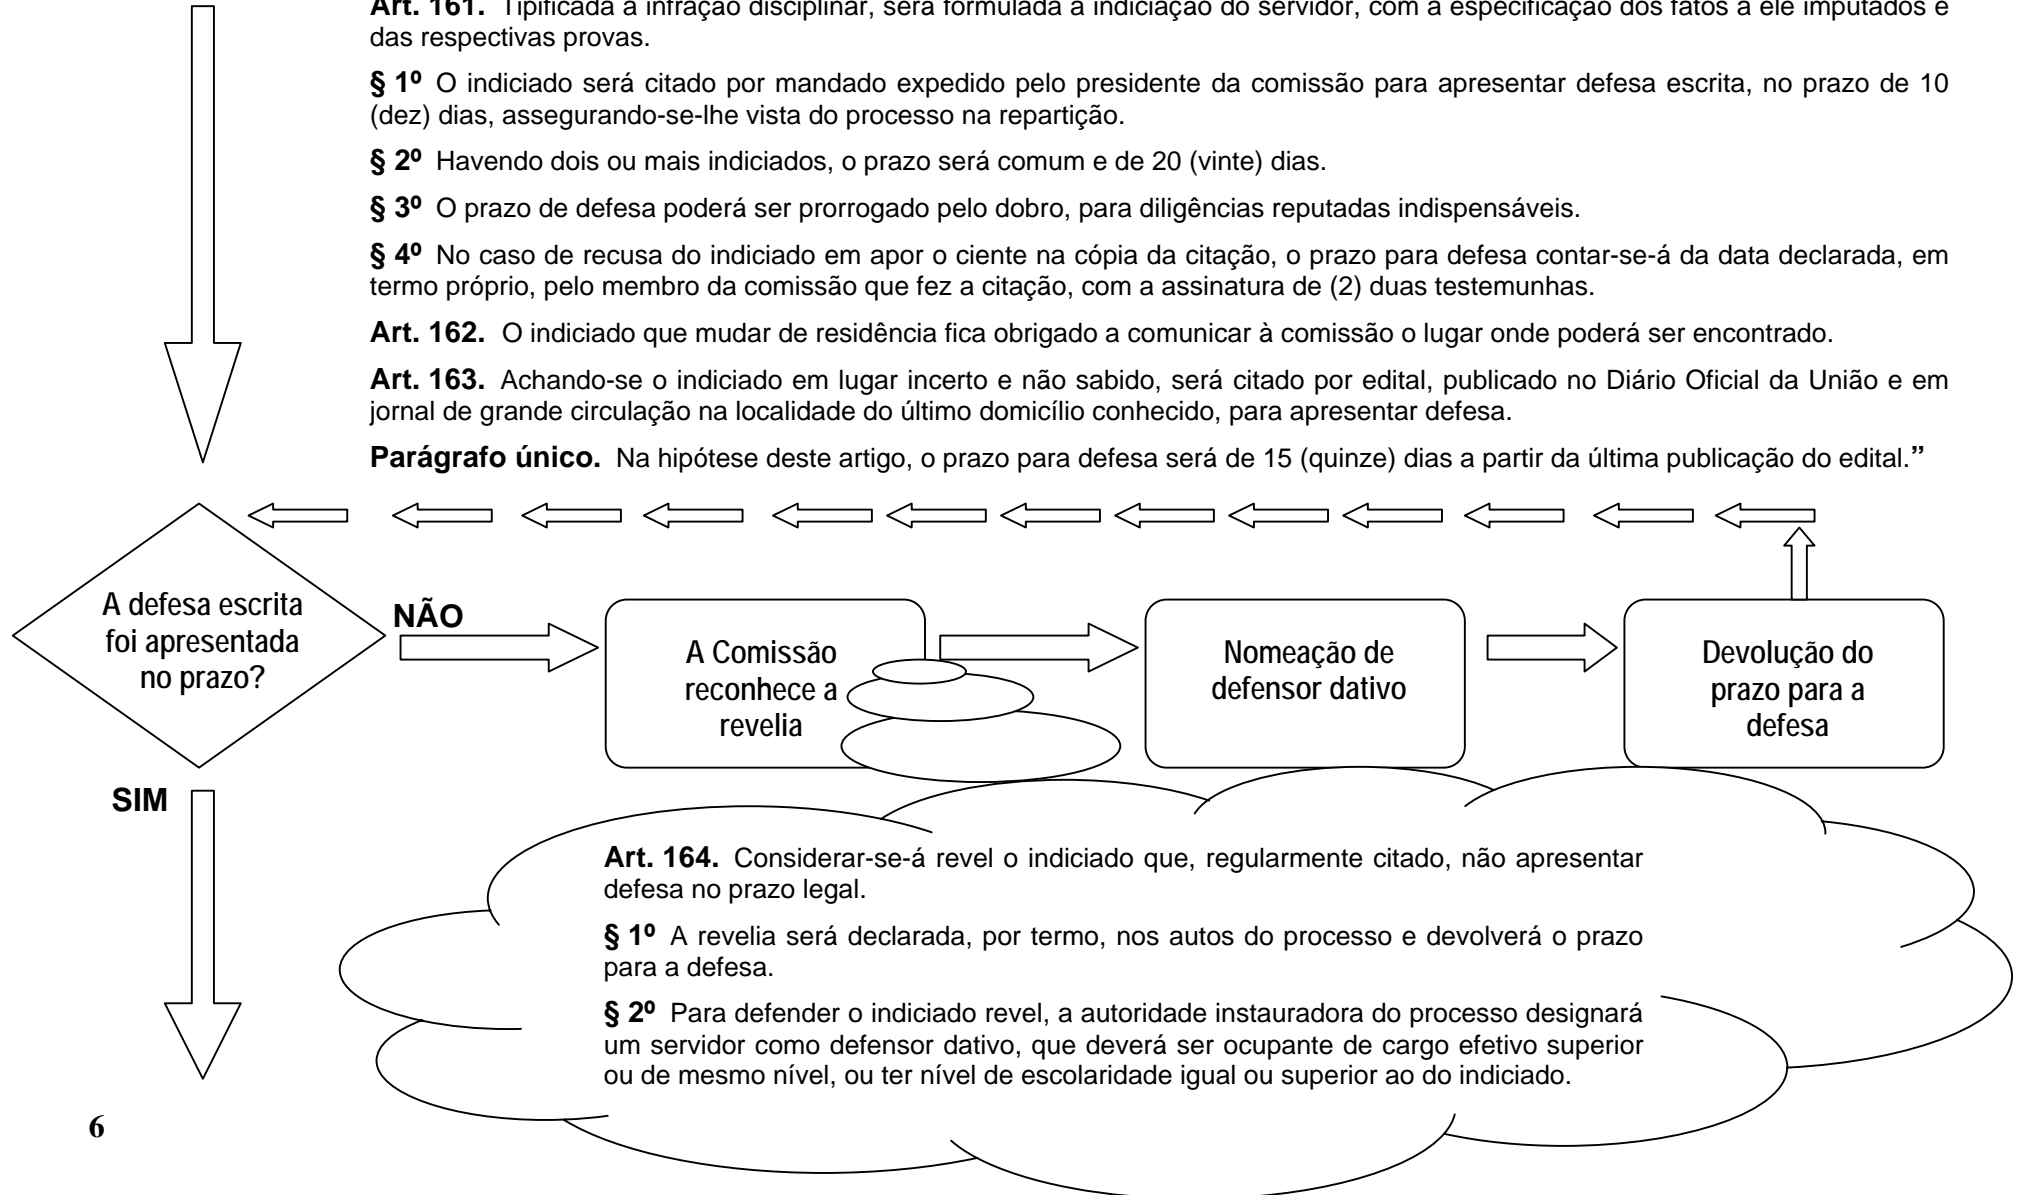 Art. 161. Tipificada a infração disciplinar, será formulada a indiciação do servidor, com a especificação dos fatos a ele imputados e
das respectivas provas.
§ 1º O indiciado será citado por mandado expedido pelo presidente da comissão para apresentar defesa escrita, no prazo de 10
(dez) dias, assegurando-se-lhe vista do processo na repartição.
§ 2º Havendo dois ou mais indiciados, o prazo será comum e de 20 (vinte) dias.
§ 3º O prazo de defesa poderá ser prorrogado pelo dobro, para diligências reputadas indispensáveis.
§ 4º No caso de recusa do indiciado em apor o ciente na cópia da citação, o prazo para defesa contar-se-á da data declarada, em
termo próprio, pelo membro da comissão que fez a citação, com a assinatura de (2) duas testemunhas.
Art. 162. O indiciado que mudar de residência fica obrigado a comunicar à comissão o lugar onde poderá ser encontrado.
Art. 163. Achando-se o indiciado em lugar incerto e não sabido, será citado por edital, publicado no Diário Oficial da União e em
jornal de grande circulação na localidade do último domicílio conhecido, para apresentar defesa.
Parágrafo único. Na hipótese deste artigo, o prazo para defesa será de 15 (quinze) dias a partir da última publicação do edital.”
A defesa escrita
foi apresentada
no prazo?
NÃO
A Comissão
reconhece a
revelia
Nomeação de
defensor dativo
Devolução do
prazo para a
defesa
SIM
Art. 164. Considerar-se-á revel o indiciado que, regularmente citado, não apresentar
defesa no prazo legal.
§ 1º A revelia será declarada, por termo, nos autos do processo e devolverá o prazo
para a defesa.
§ 2º Para defender o indiciado revel, a autoridade instauradora do processo designará
um servidor como defensor dativo, que deverá ser ocupante de cargo efetivo superior
ou de mesmo nível, ou ter nível de escolaridade igual ou superior ao do indiciado.
6